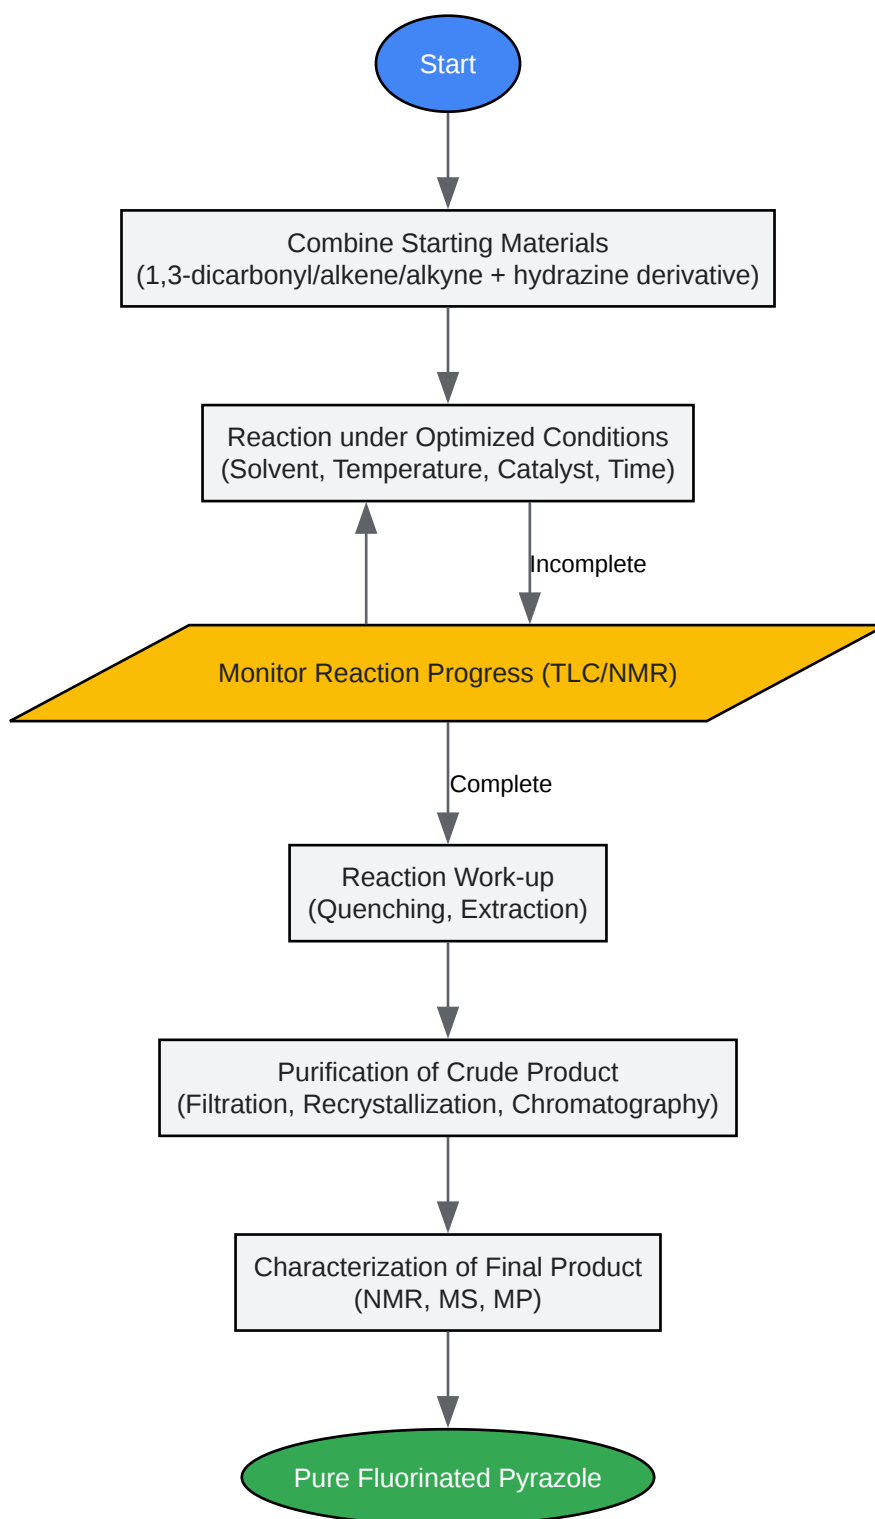 Start
Combine Starting Materials
(1,3-dicarbonyl/alkene/alkyne + hydrazine derivative)
Reaction under Optimized Conditions
(Solvent, Temperature, Catalyst, Time)
Incomplete
Monitor Reaction Progress (TLC/NMR)
Complete
Reaction Work-up
(Quenching, Extraction)
Purification of Crude Product
(Filtration, Recrystallization, Chromatography)
Characterization of Final Product
(NMR, MS, MP)
Pure Fluorinated Pyrazole